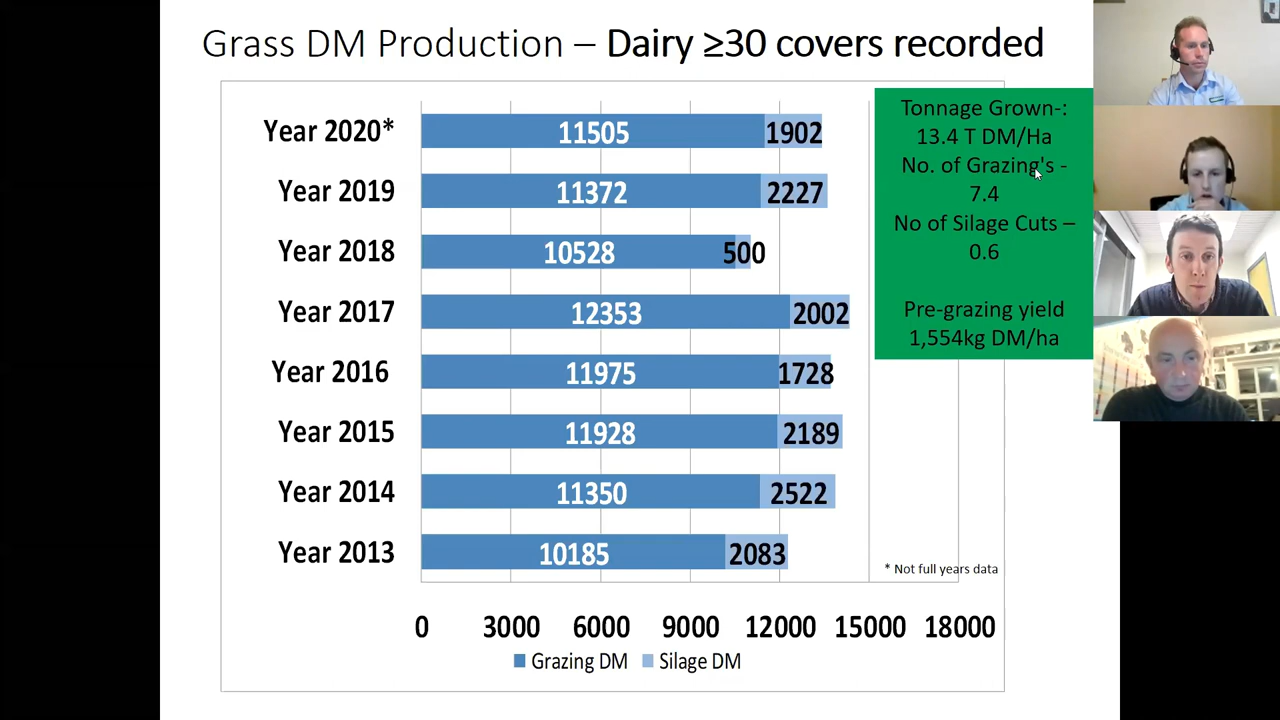 Grass DM Production – Dairy ≥30 covers recorded
Year 2020* 11505 1902
Year 2019 11372 2227
Year 2018 10528 500
Year 2017 12353 2002
Year 2016 11975 1728
Year 2015 11928 2189
Year 2014 11350 2522
Year 2013 10185 2083
0 3000 6000 9000 12000 15000 18000
Grazing DM Silage DM
Tonnage Grown-:
13.4 T DM/Ha
No. of Grazing's -
7.4
No of Silage Cuts –
0.6
Pre-grazing yield
1,554kg DM/ha
* Not full years data